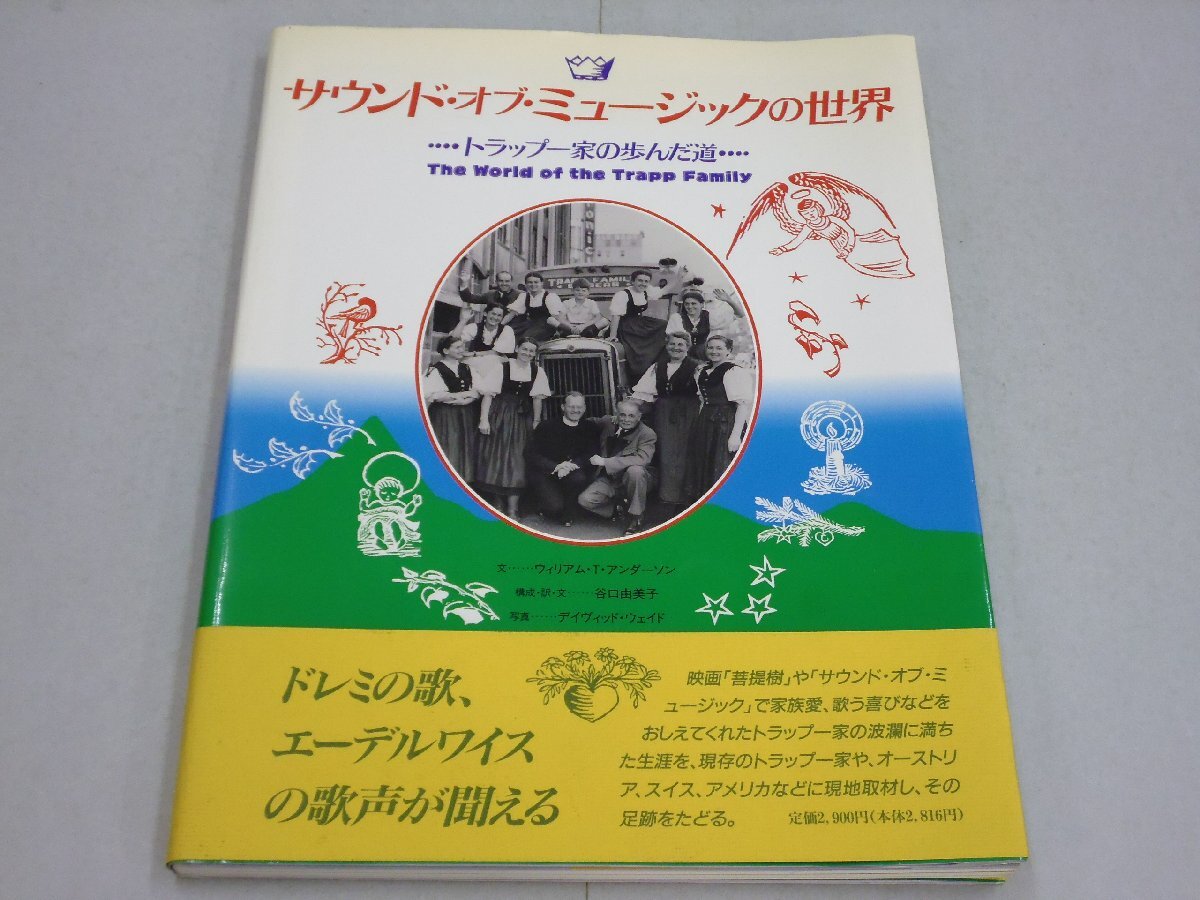 サウンド・オブ・ミュージックの世界
····トラップ一家の歩んだ道····
The World of the Trapp Family
TRAPP FAMIL
文······ウィリアム・T・アンダーソン
構成・訳・文······谷口由美子
写真······デイヴィッド・ウェイド
ドレミの歌、
エーデルワイス
の歌声が聞える
映画「菩提樹」や「サウンド・オブ・ミ
ュージック」で家族愛、歌う喜びなどを
おしえてくれたトラップ一家の波瀾に満ち
た生涯を、現存のトラップ一家や、オーストリ
ア、スイス、アメリカなどに現地取材し、その
足跡をたどる。 定価2,900円(本体2,816円)